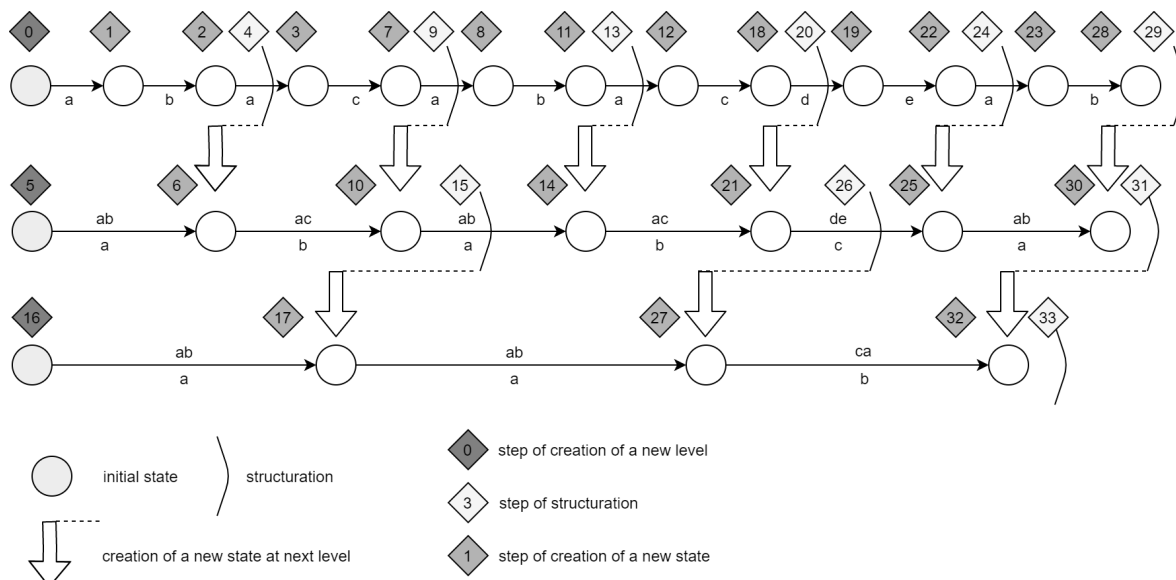 0 1 2 4 3 7 9 8 11 13 12 18 20 19 22 24 23 28 29
a b a c a b a c d e a b
5 6 10 15 14 21 26 25 30 31
ab ac ab ac de ab
a b a b c a
16 17 27 32 33
ab ab ca
a a b
0 step of creation of a new level
initial state structuration
3 step of structuration
creation of a new state at next level 1 step of creation of a new state